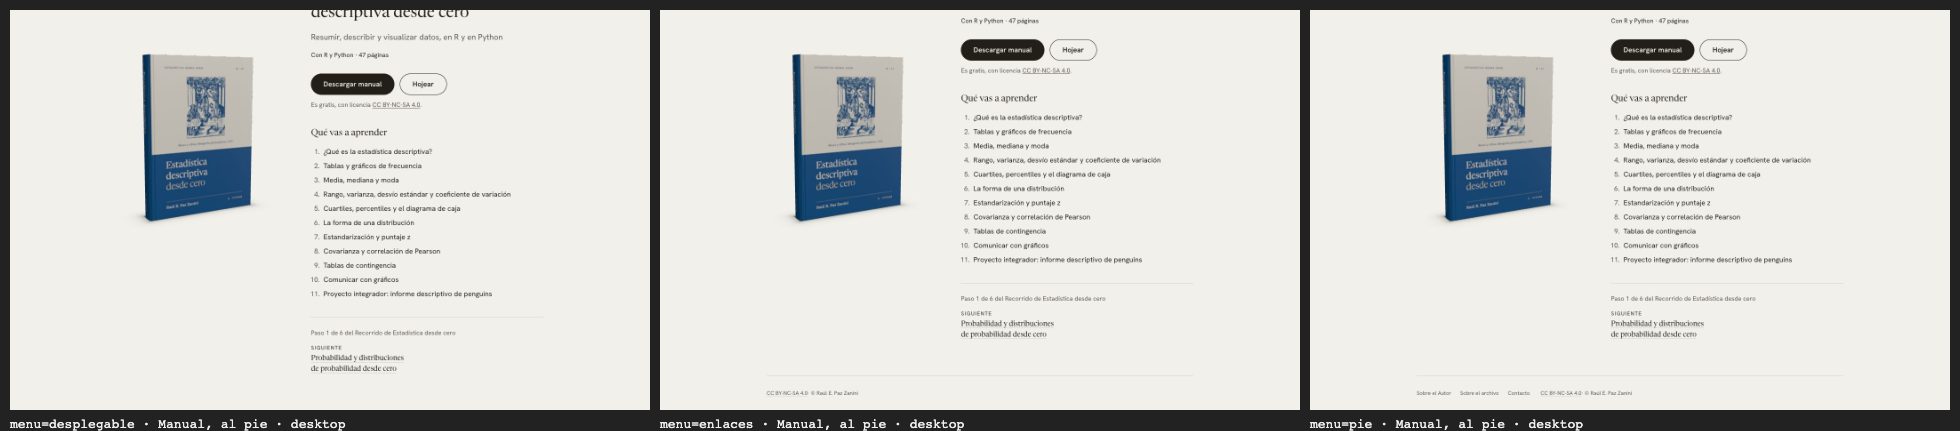 descriptiva desde cero
Resumir, describir y visualizar datos, en R y en Python
Con R y Python · 47 páginas
Descargar manual
Hojear
Es gratis, con licencia CC BY-NC-SA 4.0.
Qué vas a aprender
1. ¿Qué es la estadística descriptiva?
2. Tablas y gráficos de frecuencia
3. Media, mediana y moda
4. Rango, varianza, desvío estándar y coeficiente de variación
5. Cuartiles, percentiles y el diagrama de caja
6. La forma de una distribución
7. Estandarización y puntaje z
8. Covarianza y correlación de Pearson
9. Tablas de contingencia
10. Comunicar con gráficos
11. Proyecto integrador: informe descriptivo de penguins
Paso 1 de 6 del Recorrido de Estadística desde cero
SIGUIENTE
Probabilidad y distribuciones
de probabilidad desde cero
Estadística
descriptiva
desde cero
Raúl E. Paz Zanini
menu=desplegable · Manual, al pie · desktop
Con R y Python · 47 páginas
Descargar manual
Hojear
Es gratis, con licencia CC BY-NC-SA 4.0.
Qué vas a aprender
1. ¿Qué es la estadística descriptiva?
2. Tablas y gráficos de frecuencia
3. Media, mediana y moda
4. Rango, varianza, desvío estándar y coeficiente de variación
5. Cuartiles, percentiles y el diagrama de caja
6. La forma de una distribución
7. Estandarización y puntaje z
8. Covarianza y correlación de Pearson
9. Tablas de contingencia
10. Comunicar con gráficos
11. Proyecto integrador: informe descriptivo de penguins
Paso 1 de 6 del Recorrido de Estadística desde cero
SIGUIENTE
Probabilidad y distribuciones
de probabilidad desde cero
Estadística
descriptiva
desde cero
Raúl E. Paz Zanini
CC BY-NC-SA 4.0 © Raúl E. Paz Zanini
menu=enlaces · Manual, al pie · desktop
Con R y Python · 47 páginas
Descargar manual
Hojear
Es gratis, con licencia CC BY-NC-SA 4.0.
Qué vas a aprender
1. ¿Qué es la estadística descriptiva?
2. Tablas y gráficos de frecuencia
3. Media, mediana y moda
4. Rango, varianza, desvío estándar y coeficiente de variación
5. Cuartiles, percentiles y el diagrama de caja
6. La forma de una distribución
7. Estandarización y puntaje z
8. Covarianza y correlación de Pearson
9. Tablas de contingencia
10. Comunicar con gráficos
11. Proyecto integrador: informe descriptivo de penguins
Paso 1 de 6 del Recorrido de Estadística desde cero
SIGUIENTE
Probabilidad y distribuciones
de probabilidad desde cero
Estadística
descriptiva
desde cero
Raúl E. Paz Zanini
Sobre el Autor Sobre el archivo Contacto CC BY-NC-SA 4.0 © Raúl E. Paz Zanini
menu=pie · Manual, al pie · desktop